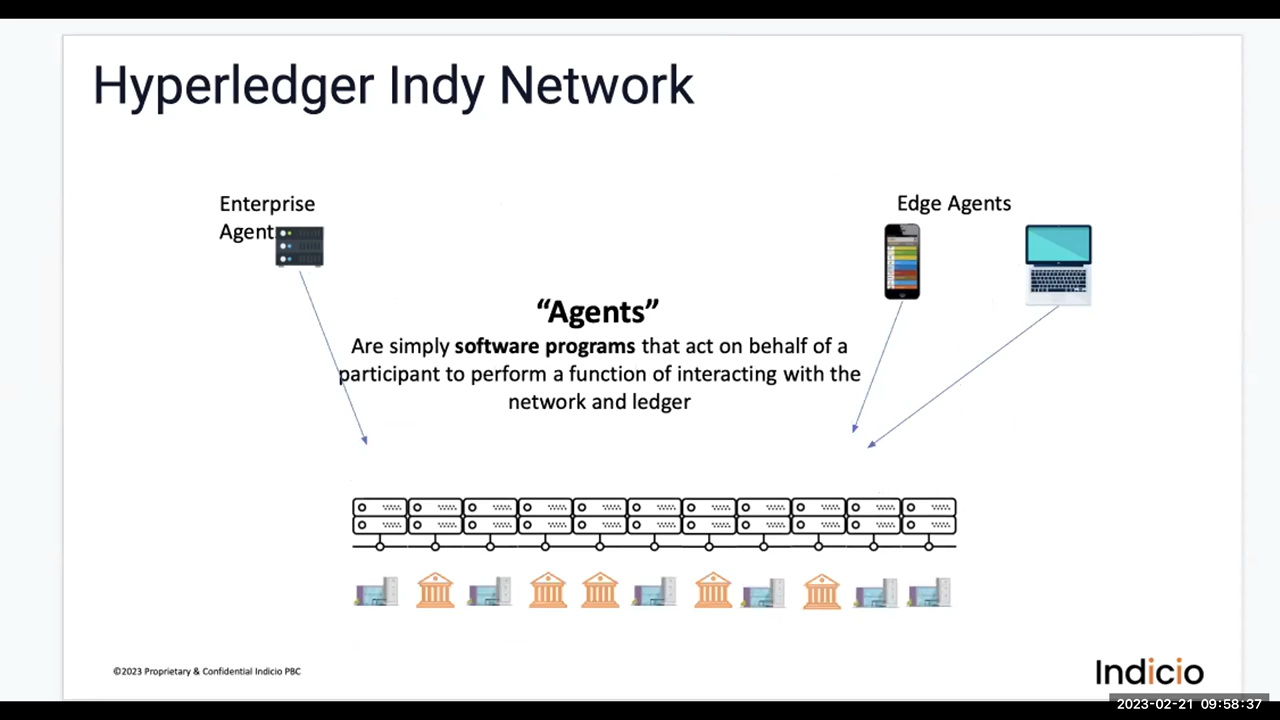 Hyperledger Indy Network
Enterprise
Agent
Edge Agents
“Agents”
Are simply software programs that act on behalf of a
participant to perform a function of interacting with the
network and ledger
©2023 Proprietary & Confidential Indicio PBC
Indicio
2023-02-21 09:58:37